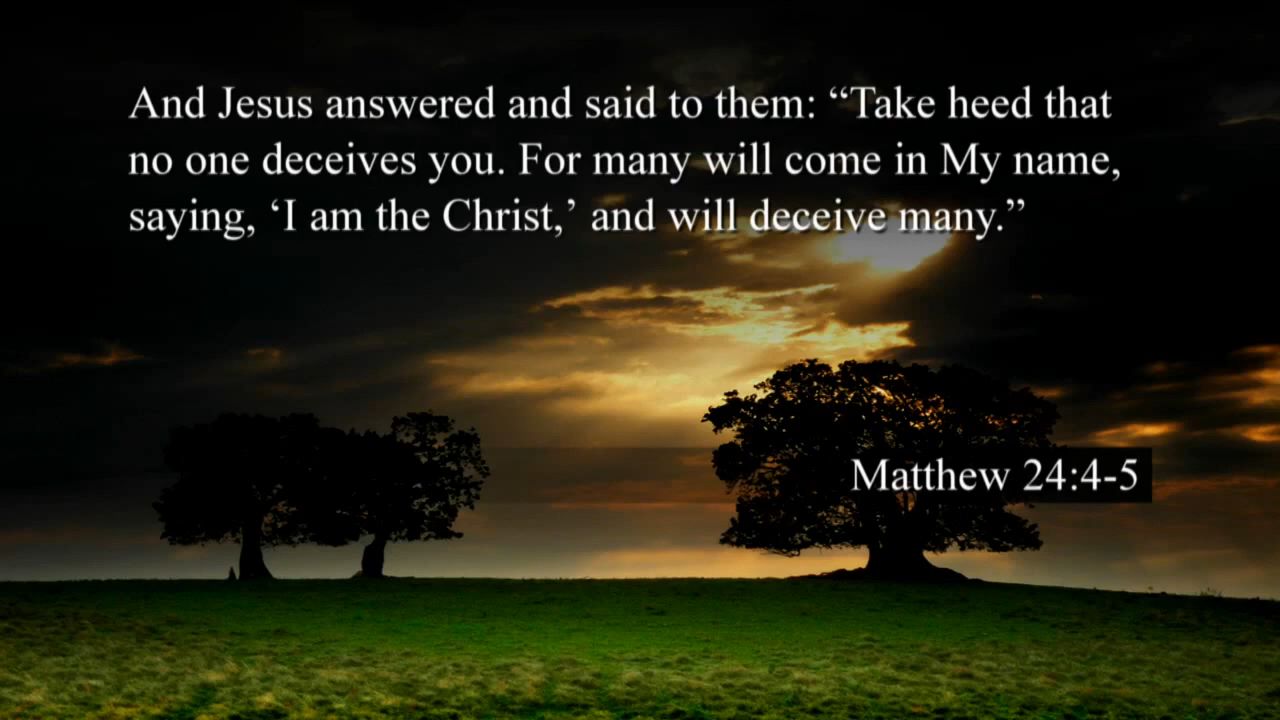 And Jesus answered and said to them: “Take heed that
no one deceives you. For many will come in My name,
saying, ‘I am the Christ,’ and will deceive many.”
Matthew 24:4-5